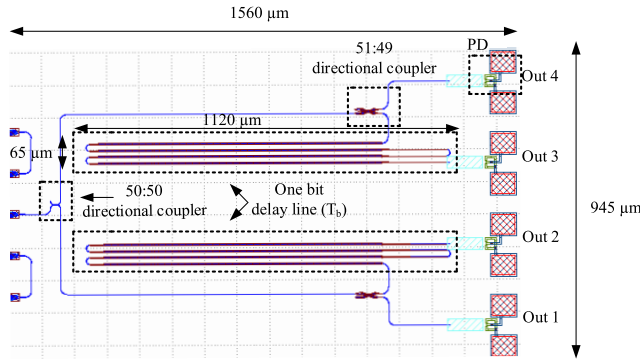 1560 µm
51:49
directional coupler
PD
Out 4
1120 µm
65 µm
Out 3
50:50
directional coupler
One bit
delay line (Tb)
945 µm
Out 2
Out 1